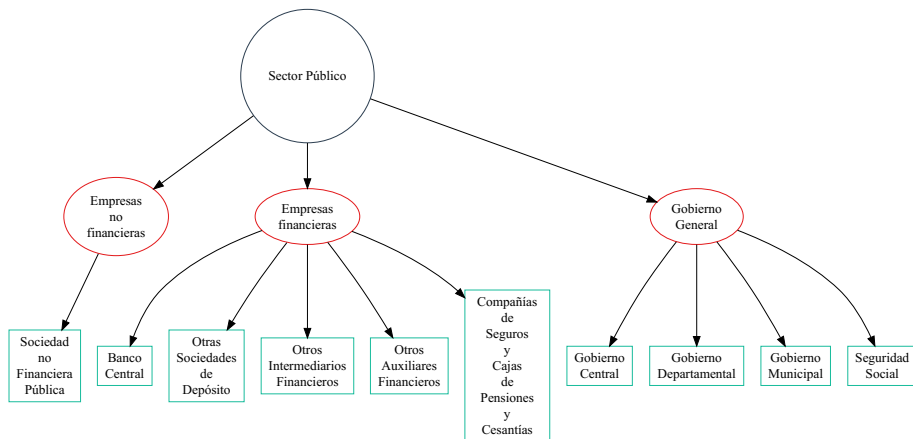 Sector Público
Empresas
no
financieras
Empresas
financieras
Gobierno
General
Sociedad
no
Financiera
Pública
Banco
Central
Otras
Sociedades
de
Depósito
Otros
Intermediarios
Financieros
Otros
Auxiliares
Financieros
Compañías
de
Seguros
y
Cajas
de
Pensiones
y
Cesantías
Gobierno
Central
Gobierno
Departamental
Gobierno
Municipal
Seguridad
Social